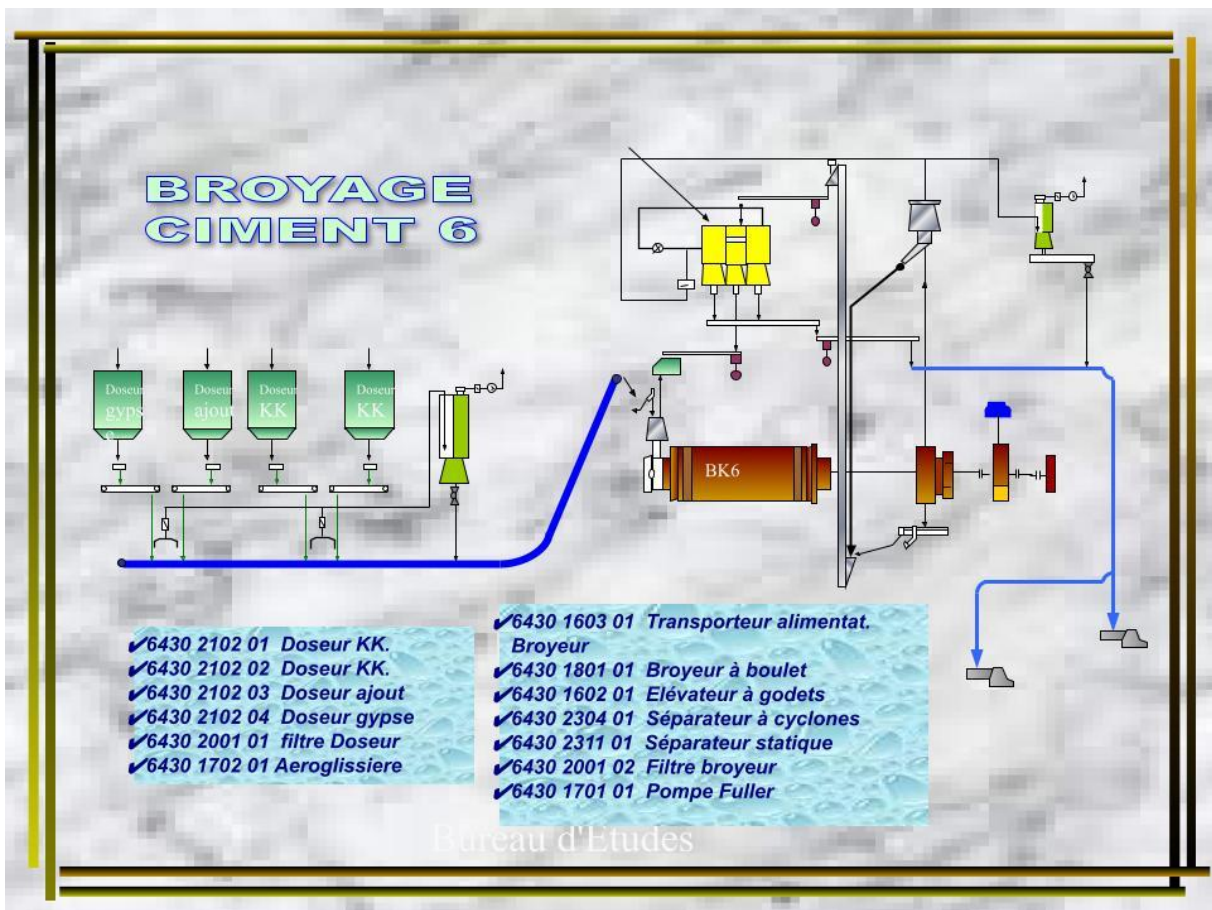 BROYAGE
CIMENT 6
Doseur
gyps
e
Doseur
ajout
Doseur
KK
Doseur
KK
BK6
✔6430 2102 01 Doseur KK.
✔6430 2102 02 Doseur KK.
✔6430 2102 03 Doseur ajout
✔6430 2102 04 Doseur gypse
✔6430 2001 01 filtre Doseur
✔6430 1702 01 Aeroglissiere
✔6430 1603 01 Transporteur alimentat.
Broyeur
✔6430 1801 01 Broyeur à boulet
✔6430 1602 01 Elévateur à godets
✔6430 2304 01 Séparateur à cyclones
✔6430 2311 01 Séparateur statique
✔6430 2001 02 Filtre broyeur
✔6430 1701 01 Pompe Fuller
Bureau d'Etudes